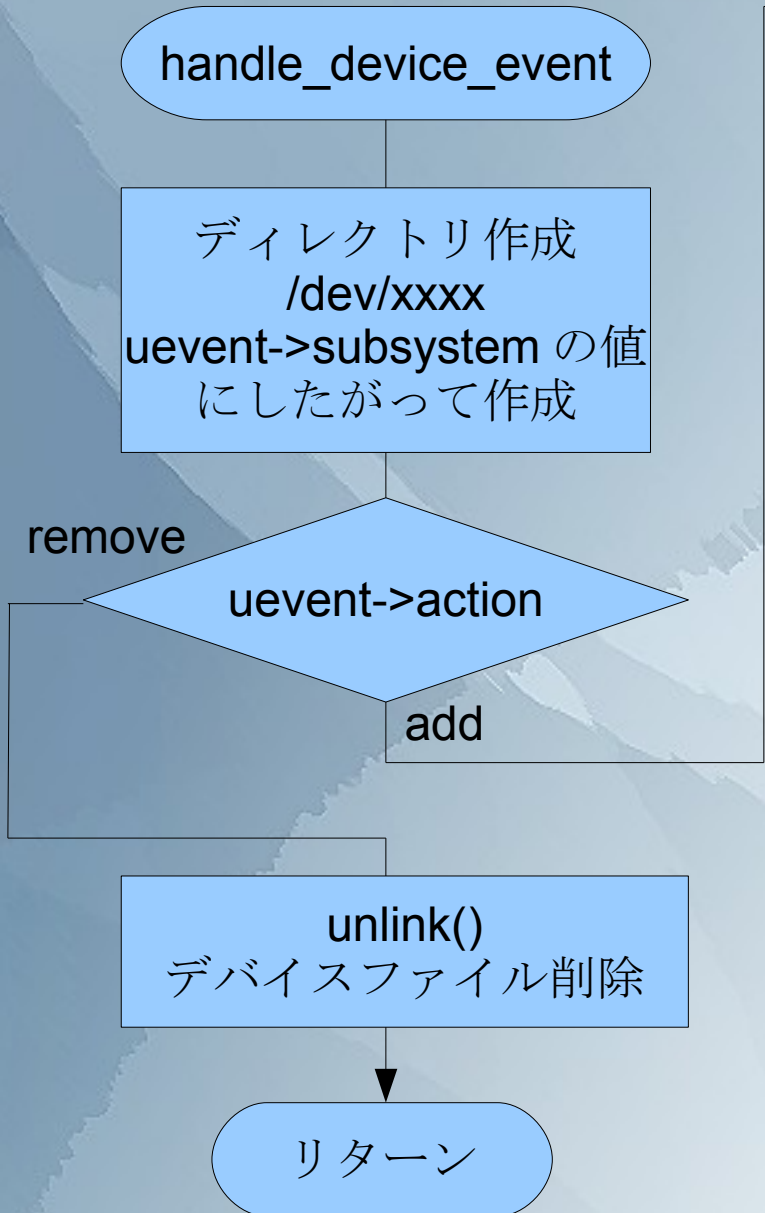 handle_device_event
ディレクトリ作成
/dev/xxxx
uevent->subsystem の値
にしたがって作成
remove
uevent->action
add
unlink()
デバイスファイル削除
リターン